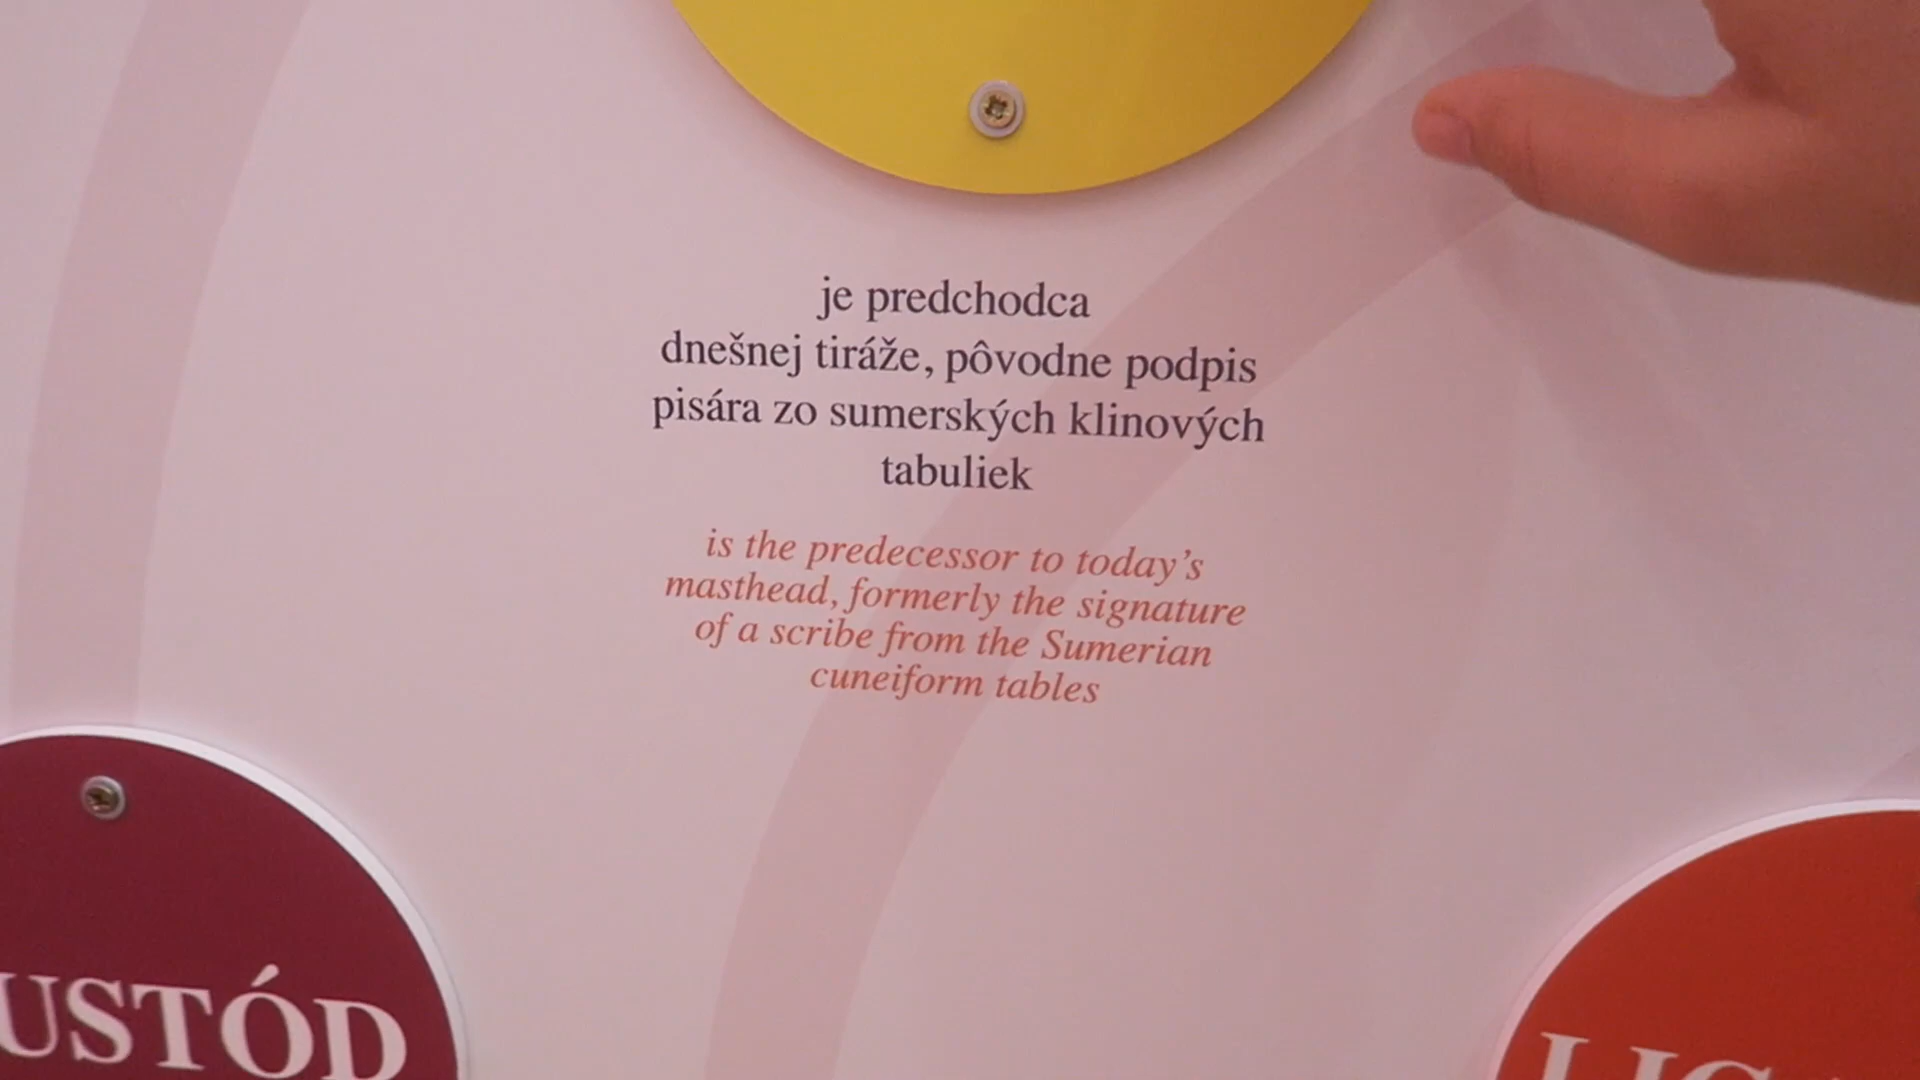 je predchodca
dnešnej tiráže, pôvodne podpis
pisára zo sumerských klinových
tabuliek
is the predecessor to today’s
masthead, formerly the signature
of a scribe from the Sumerian
cuneiform tables
USTÓD